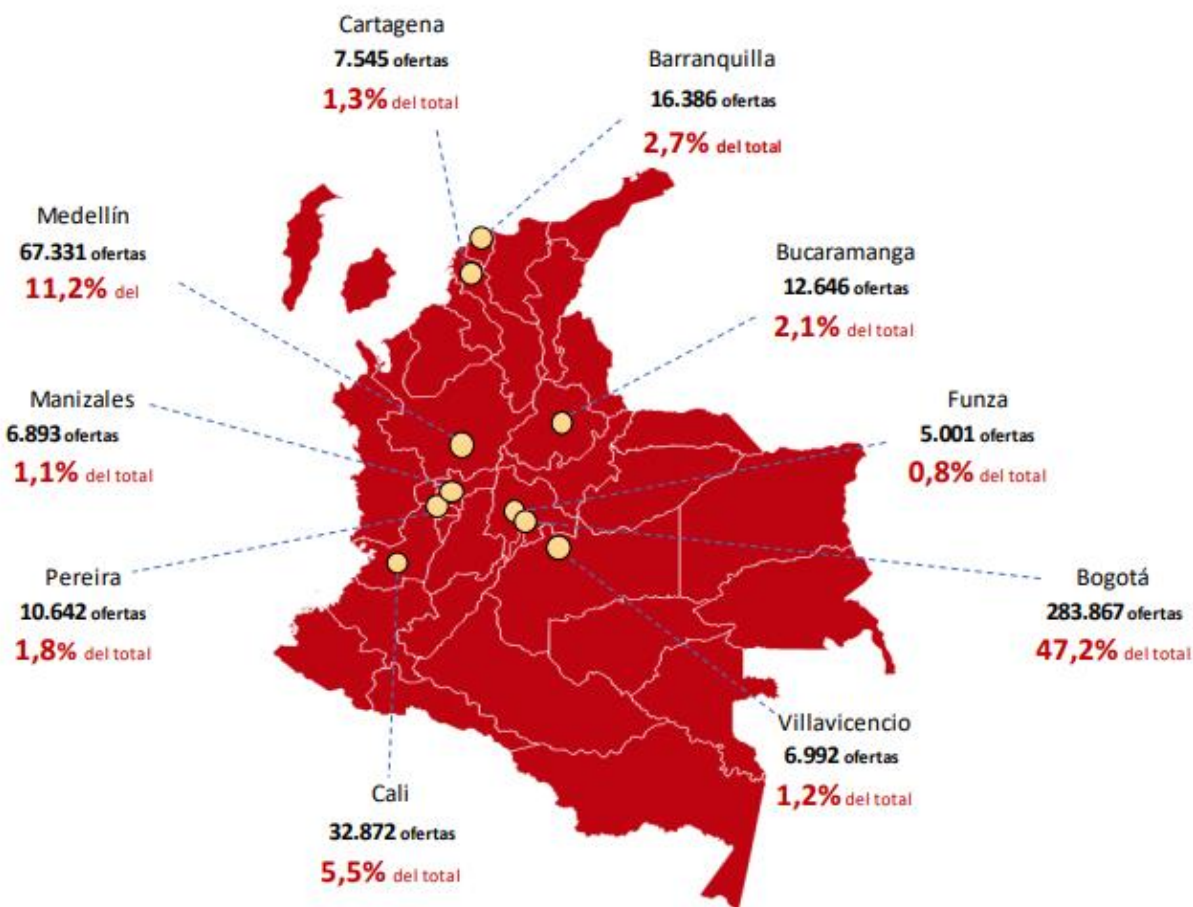 Cartagena
7.545 ofertas
1,3% del total
Barranquilla
16.386 ofertas
2,7% del total
Medellín
67.331 ofertas
11,2% del
Bucaramanga
12.646 ofertas
2,1% del total
Manizales
6.893 ofertas
1,1% del total
Funza
5.001 ofertas
0,8% del total
Pereira
10.642 ofertas
1,8% del total
Bogotá
283.867 ofertas
47,2% del total
Villavicencio
6.992 ofertas
1,2% del total
Cali
32.872 ofertas
5,5% del total